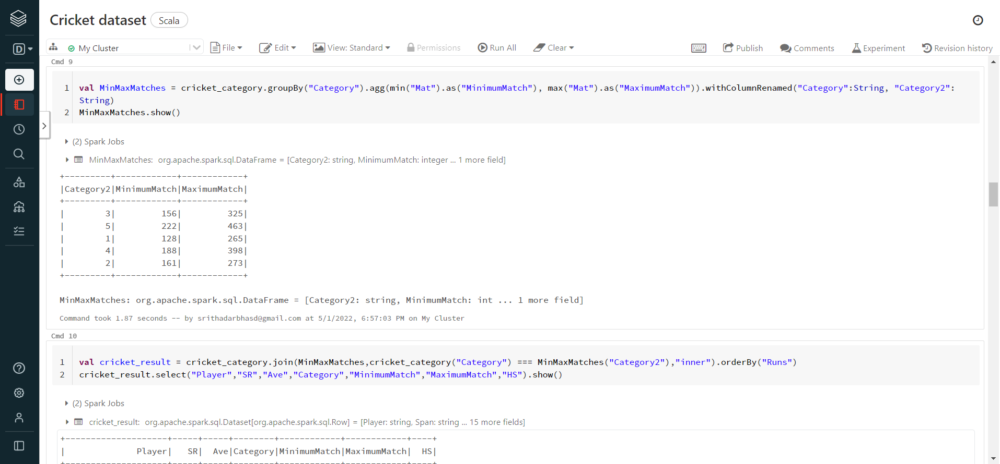 Cricket dataset Scala
D
My Cluster File Edit View: Standard Permissions Run All Clear Publish Comments Experiment Revision history
Cmd 9
1 val MinMaxMatches = cricket_category.groupBy("Category").agg(min("Mat").as("MinimumMatch"), max("Mat").as("MaximumMatch")).withColumnRenamed("Category":String, "Category2":
String)
2 MinMaxMatches.show()
(2) Spark Jobs
MinMaxMatches: org.apache.spark.sql.DataFrame = [Category2: string, MinimumMatch: integer ... 1 more field]
+---------+------------+------------+
|Category2|MinimumMatch|MaximumMatch|
+---------+------------+------------+
|        3|         156|         325|
|        5|         222|         463|
|        1|         128|         265|
|        4|         188|         398|
|        2|         161|         273|
+---------+------------+------------+
MinMaxMatches: org.apache.spark.sql.DataFrame = [Category2: string, MinimumMatch: int ... 1 more field]
Command took 1.87 seconds -- by srithadarbhasd@gmail.com at 5/1/2022, 6:57:03 PM on My Cluster
Cmd 10
1 val cricket_result = cricket_category.join(MinMaxMatches,cricket_category("Category") === MinMaxMatches("Category2"),"inner").orderBy("Runs")
2 cricket_result.select("Player","SR","Ave","Category","MinimumMatch","MaximumMatch","HS").show()
(2) Spark Jobs
cricket_result: org.apache.spark.sql.Dataset[org.apache.spark.sql.Row] = [Player: string, Span: string ... 15 more fields]
+--------------------+-----+-----+--------+------------+------------+----+
|              Player|   SR|  Ave|Category|MinimumMatch|MaximumMatch|  HS|
+--------------------+-----+-----+--------+------------+------------+----+